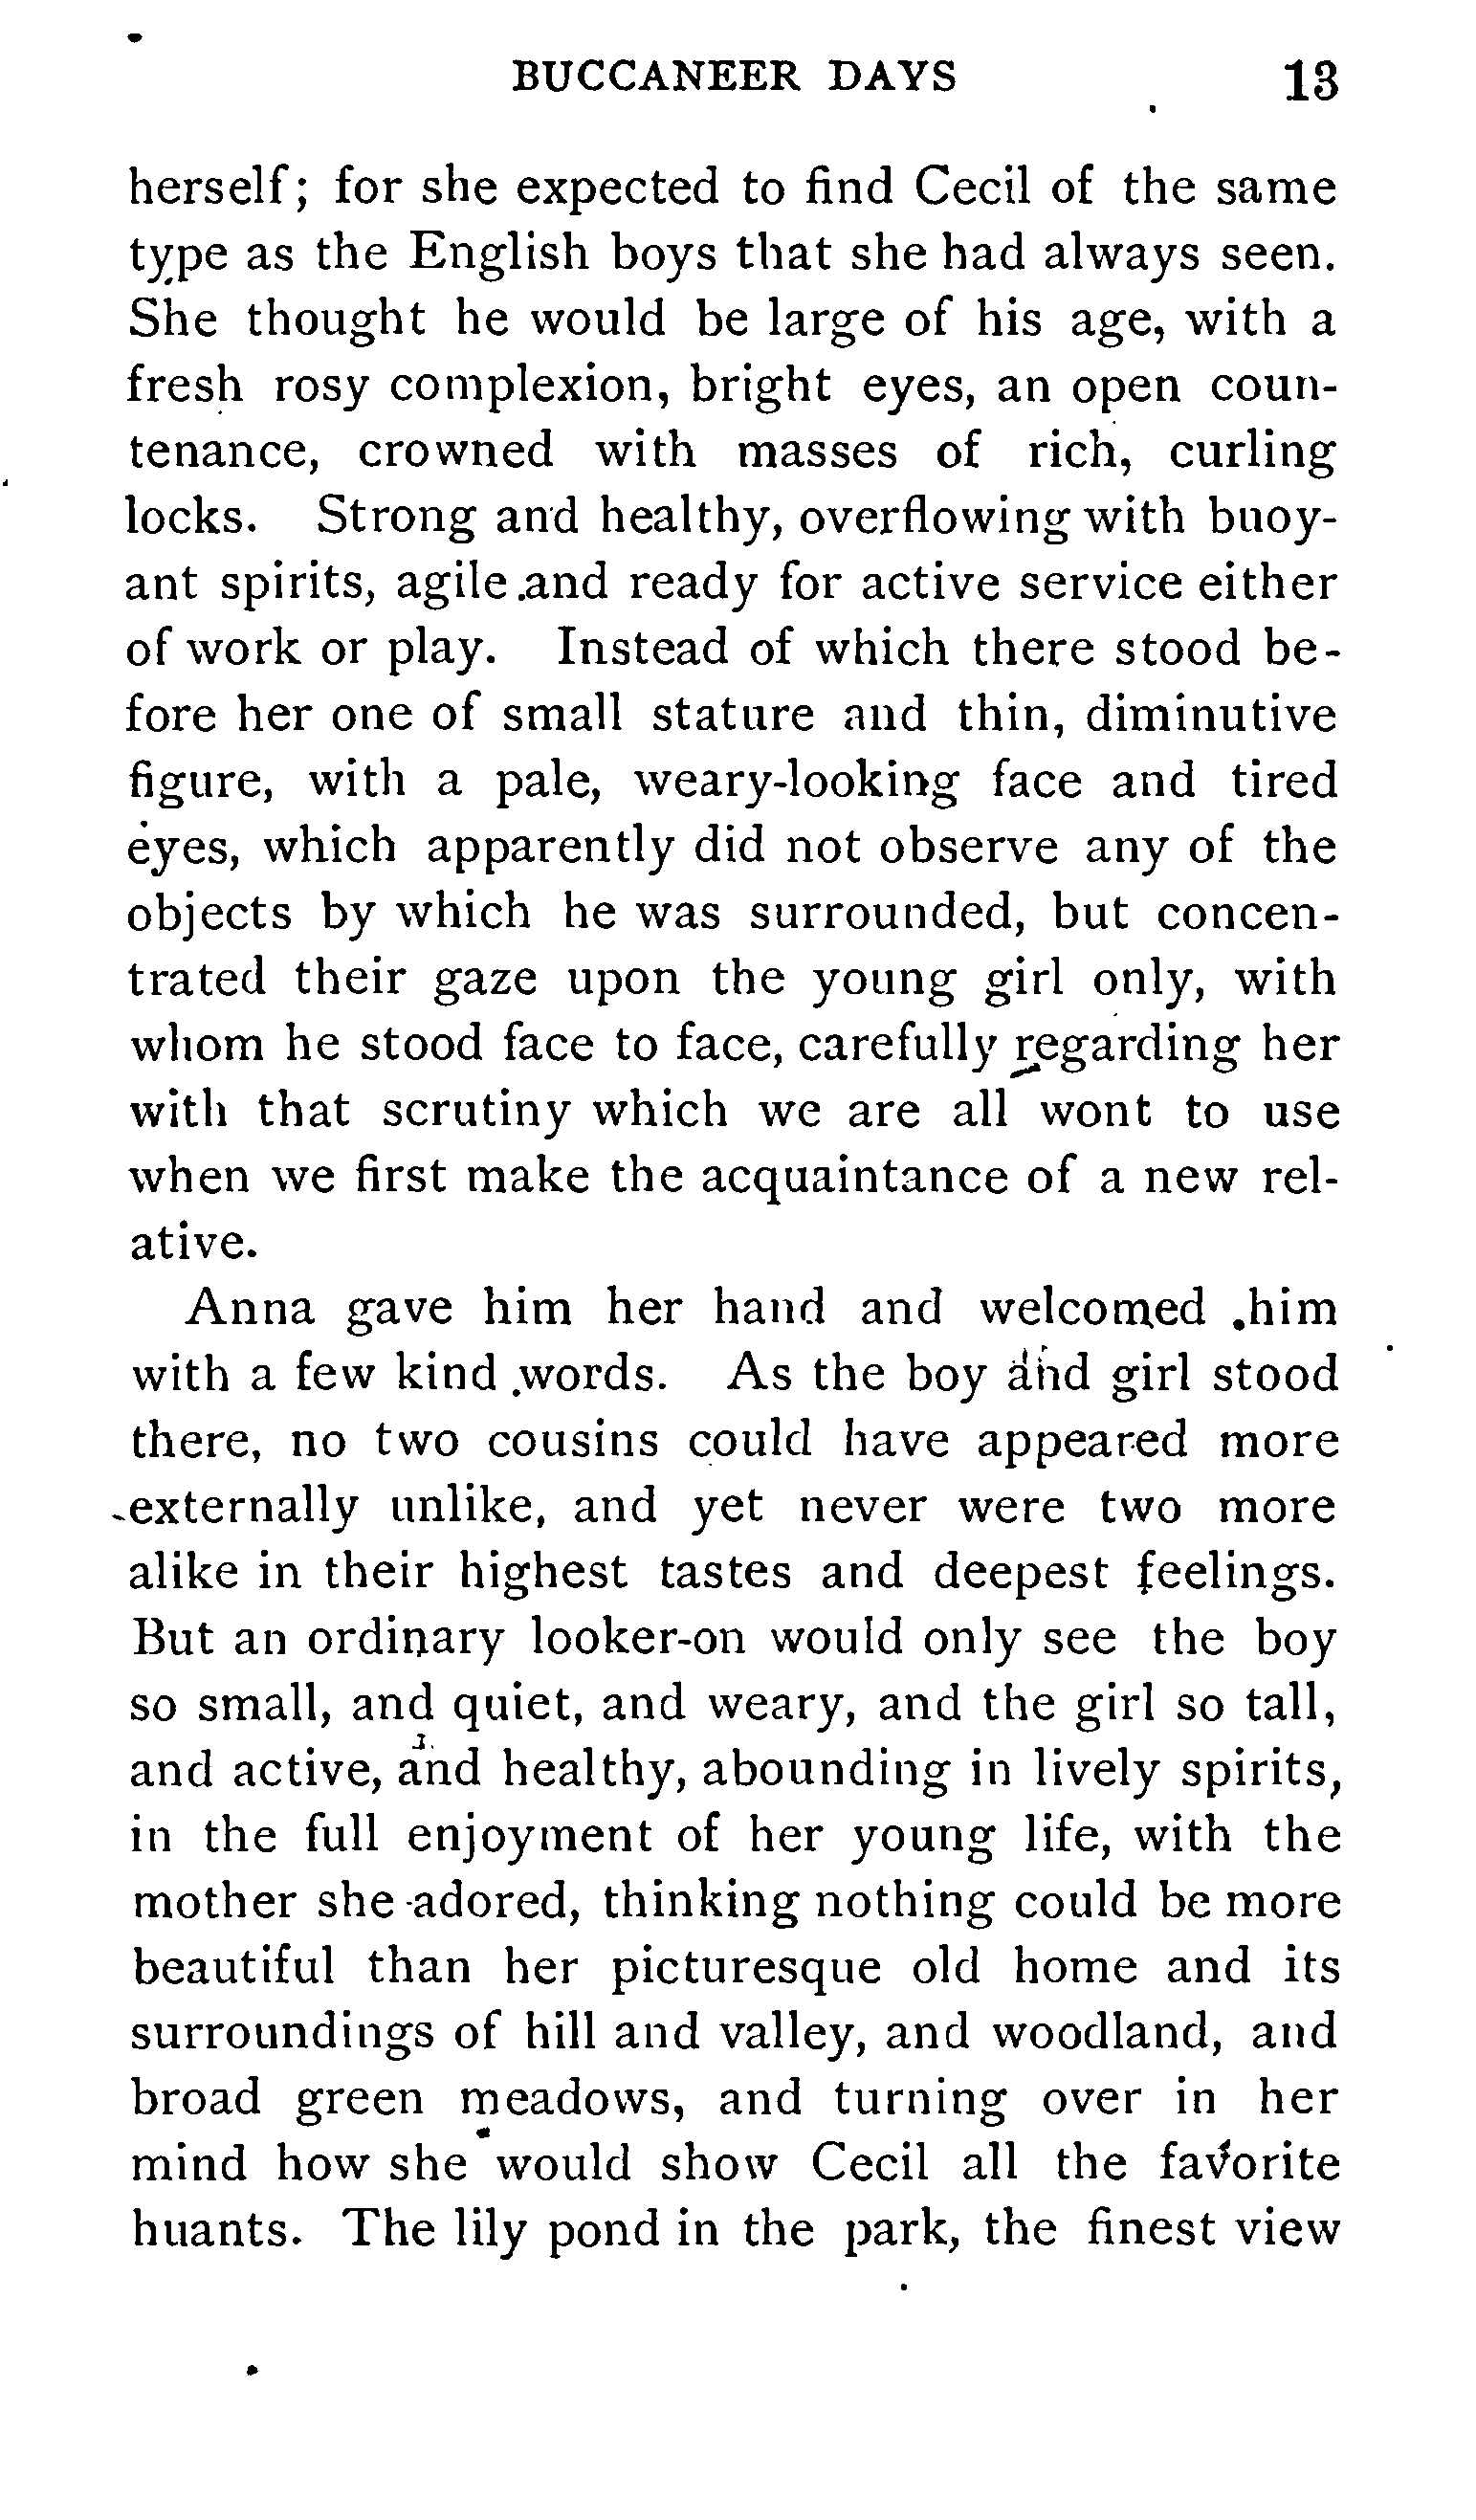 BUCCANEER DAYS 13
herself; for she expected to find Cecil of the same
type as the English boys that she had always seen.
She thought he would be large of his age, with a
fresh rosy complexion, bright eyes, an open coun-
tenance, crowned with masses of rich, curling
locks. Strong and healthy, overflowing with buoy-
ant spirits, agile and ready for active service either
of work or play. Instead of which there stood be-
fore her one of small stature and thin, diminutive
figure, with a pale, weary-looking face and tired
eyes, which apparently did not observe any of the
objects by which he was surrounded, but concen-
trated their gaze upon the young girl only, with
whom he stood face to face, carefully regarding her
with that scrutiny which we are all wont to use
when we first make the acquaintance of a new rel-
ative.
Anna gave him her hand and welcomed him
with a few kind words. As the boy and girl stood
there, no two cousins could have appeared more
externally unlike, and yet never were two more
alike in their highest tastes and deepest feelings.
But an ordinary looker-on would only see the boy
so small, and quiet, and weary, and the girl so tall,
and active, and healthy, abounding in lively spirits,
in the full enjoyment of her young life, with the
mother she adored, thinking nothing could be more
beautiful than her picturesque old home and its
surroundings of hill and valley, and woodland, and
broad green meadows, and turning over in her
mind how she would show Cecil all the favorite
huants. The lily pond in the park, the finest view